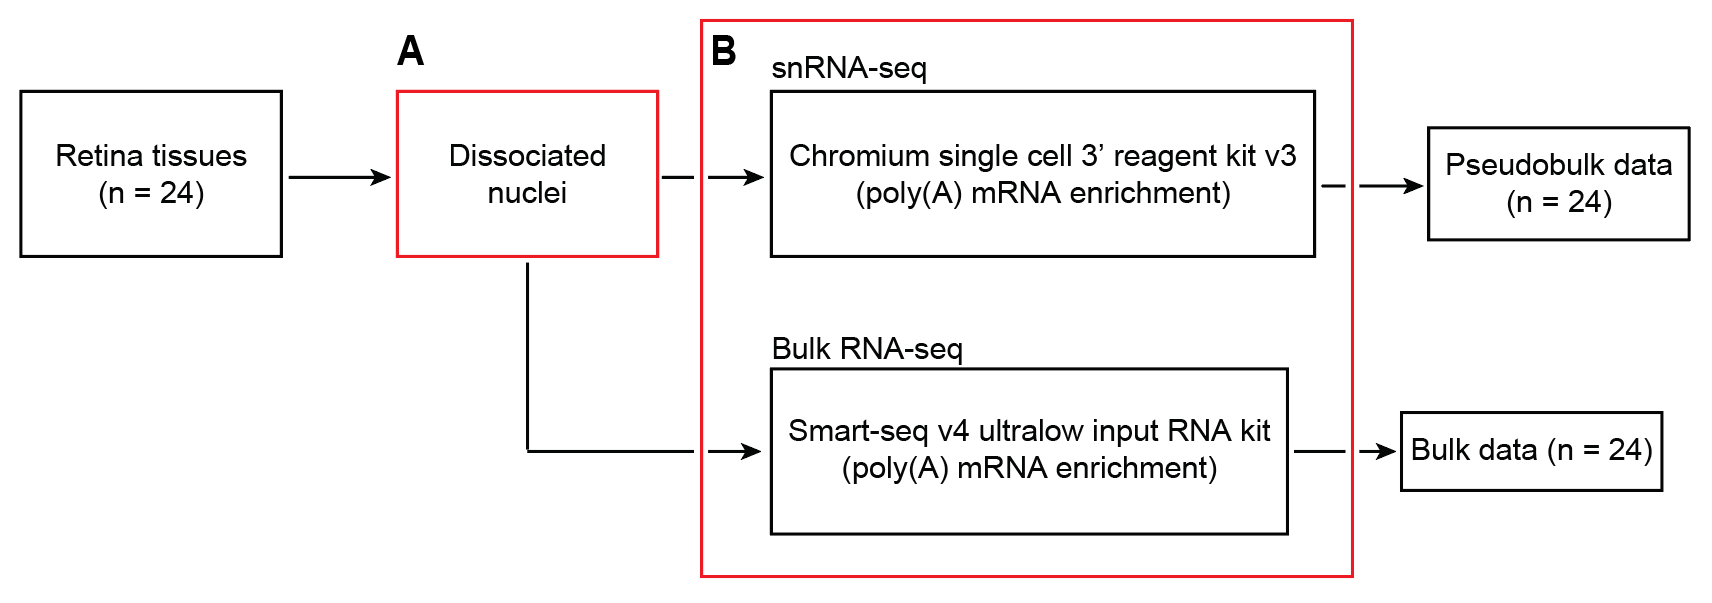 A
B
snRNA-seq
Retina tissues
(n = 24)
Dissociated
nuclei
Chromium single cell 3’ reagent kit v3
(poly(A) mRNA enrichment)
Pseudobulk data
(n = 24)
Bulk RNA-seq
Smart-seq v4 ultralow input RNA kit
(poly(A) mRNA enrichment)
Bulk data (n = 24)